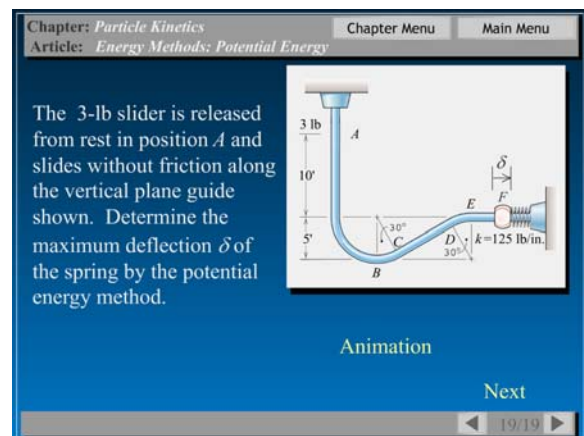 Chapter: Particle Kinetics
Chapter Menu
Main Menu
Article: Energy Methods: Potential Energy
The 3-lb slider is released
from rest in position A and
slides without friction along
the vertical plane guide
shown. Determine the
maximum deflection δ of
the spring by the potential
energy method.
3 lb
A
10'
δ
E
F
5'
30°
C
D
30°
k=125 lb/in.
B
Animation
Next
19/19